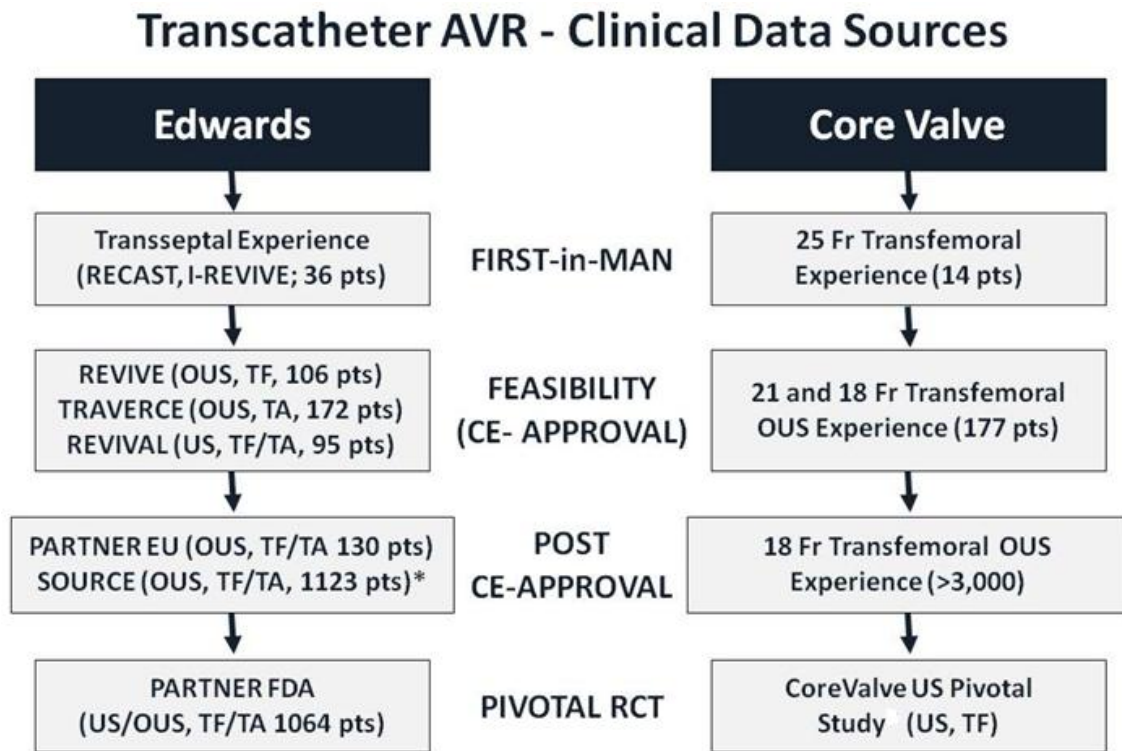 Transcatheter AVR - Clinical Data Sources
Edwards
Core Valve
Transseptal Experience
(RECAST, I-REVIVE; 36 pts)
FIRST-in-MAN
25 Fr Transfemoral
Experience (14 pts)
REVIVE (OUS, TF, 106 pts)
TRAVERCE (OUS, TA, 172 pts)
REVIVAL (US, TF/TA, 95 pts)
FEASIBILITY
(CE- APPROVAL)
21 and 18 Fr Transfemoral
OUS Experience (177 pts)
PARTNER EU (OUS, TF/TA 130 pts)
SOURCE (OUS, TF/TA, 1123 pts)*
POST
CE-APPROVAL
18 Fr Transfemoral OUS
Experience (>3,000)
PARTNER FDA
(US/OUS, TF/TA 1064 pts)
PIVOTAL RCT
CoreValve US Pivotal
Study (US, TF)